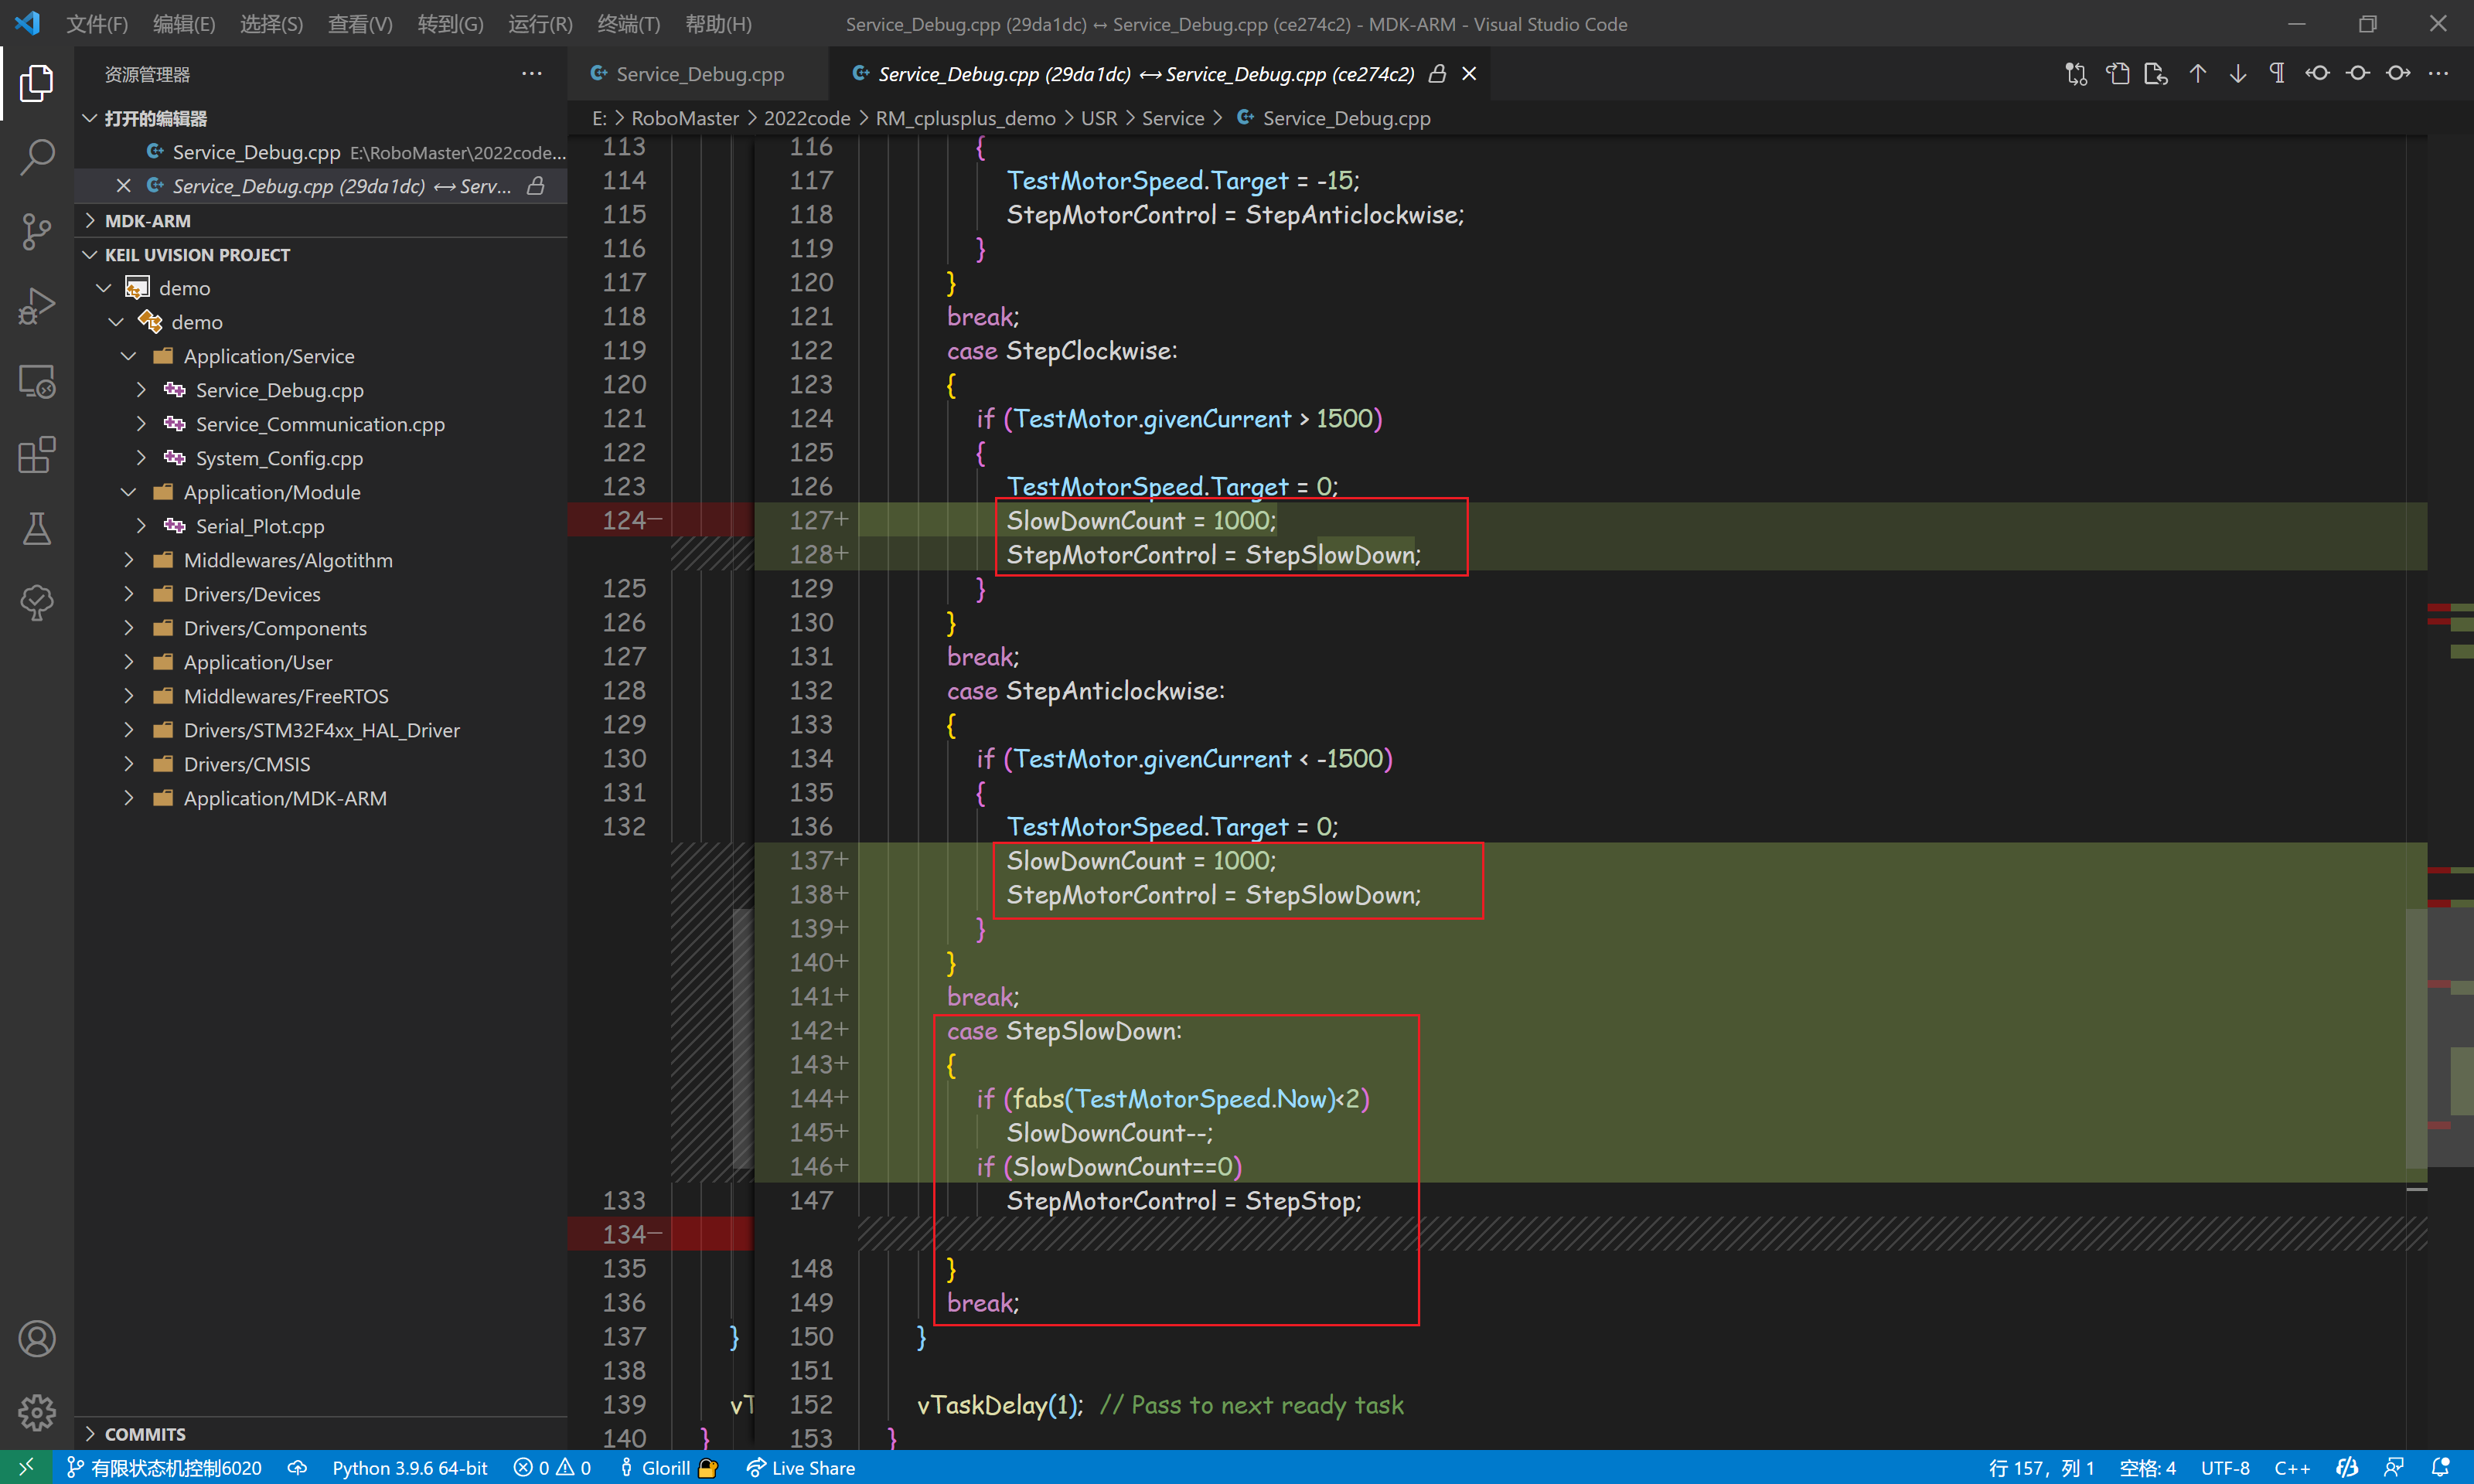 文件(F) 编辑(E) 选择(S) 查看(V) 转到(G) 运行(R) 终端(T) 帮助(H) Service_Debug.cpp (29da1dc) ↔ Service_Debug.cpp (ce274c2) - MDK-ARM - Visual Studio Code
资源管理器
打开的编辑器
Service_Debug.cpp E:\RoboMaster\2022code...
Service_Debug.cpp (29da1dc) ↔ Serv...
MDK-ARM
KEIL UVISION PROJECT
demo
demo
Application/Service
Service_Debug.cpp
Service_Communication.cpp
System_Config.cpp
Application/Module
Serial_Plot.cpp
Middlewares/Algotithm
Drivers/Devices
Drivers/Components
Application/User
Middlewares/FreeRTOS
Drivers/STM32F4xx_HAL_Driver
Drivers/CMSIS
Application/MDK-ARM
COMMITS
Service_Debug.cpp Service_Debug.cpp (29da1dc) ↔ Service_Debug.cpp (ce274c2)
E: > RoboMaster > 2022code > RM_cplusplus_demo > USR > Service > Service_Debug.cpp
113 116 {
114 117 TestMotorSpeed.Target = -15;
115 118 StepMotorControl = StepAnticlockwise;
116 119 }
117 120 }
118 121 break;
119 122 case StepClockwise:
120 123 {
121 124 if (TestMotor.givenCurrent > 1500)
122 125 {
123 126 TestMotorSpeed.Target = 0;
124— 127+ SlowDownCount = 1000;
128+ StepMotorControl = StepSlowDown;
125 129 }
126 130 }
127 131 break;
128 132 case StepAnticlockwise:
129 133 {
130 134 if (TestMotor.givenCurrent < -1500)
131 135 {
132 136 TestMotorSpeed.Target = 0;
137+ SlowDownCount = 1000;
138+ StepMotorControl = StepSlowDown;
139+ }
140+ }
141+ break;
142+ case StepSlowDown:
143+ {
144+ if (fabs(TestMotorSpeed.Now)<2)
145+ SlowDownCount--;
146+ if (SlowDownCount==0)
133 147 StepMotorControl = StepStop;
134—
135 148 }
136 149 break;
137 } 150 }
138 151
139 vT 152 vTaskDelay(1); // Pass to next ready task
140 } 153 }
有限状态机控制6020 Python 3.9.6 64-bit 0 0 Glorill Live Share 行 157，列 1 空格: 4 UTF-8 C++